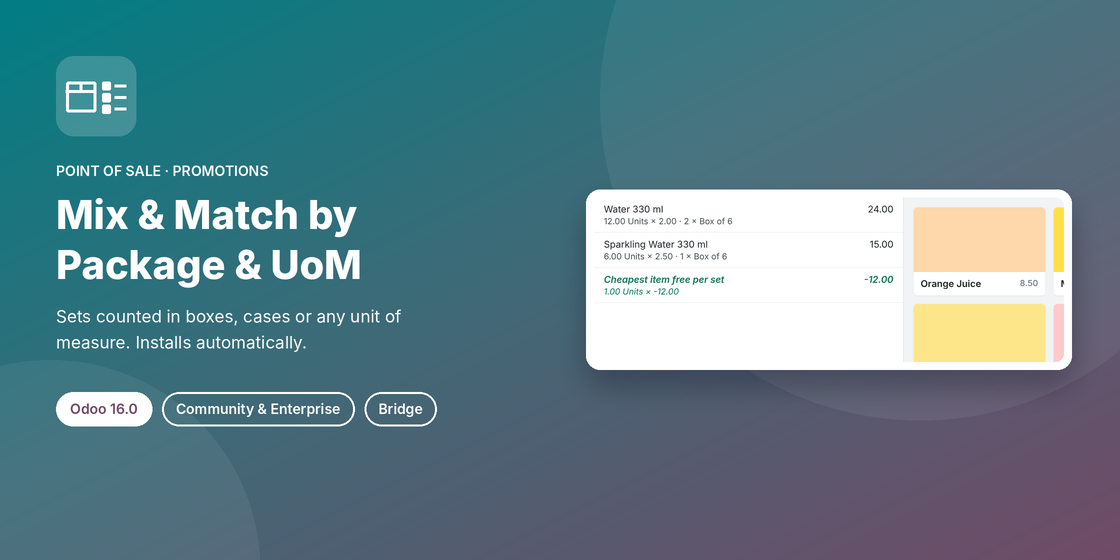 POINT OF SALE · PROMOTIONS
Mix & Match by
Package & UoM
Sets counted in boxes, cases or any unit of
measure. Installs automatically.
Odoo 16.0
Community & Enterprise
Bridge
Water 330 ml 24.00
12.00 Units × 2.00 · 2 × Box of 6
Sparkling Water 330 ml 15.00
6.00 Units × 2.50 · 1 × Box of 6
Cheapest item free per set -12.00
1.00 Units × -12.00
Orange Juice 8.50